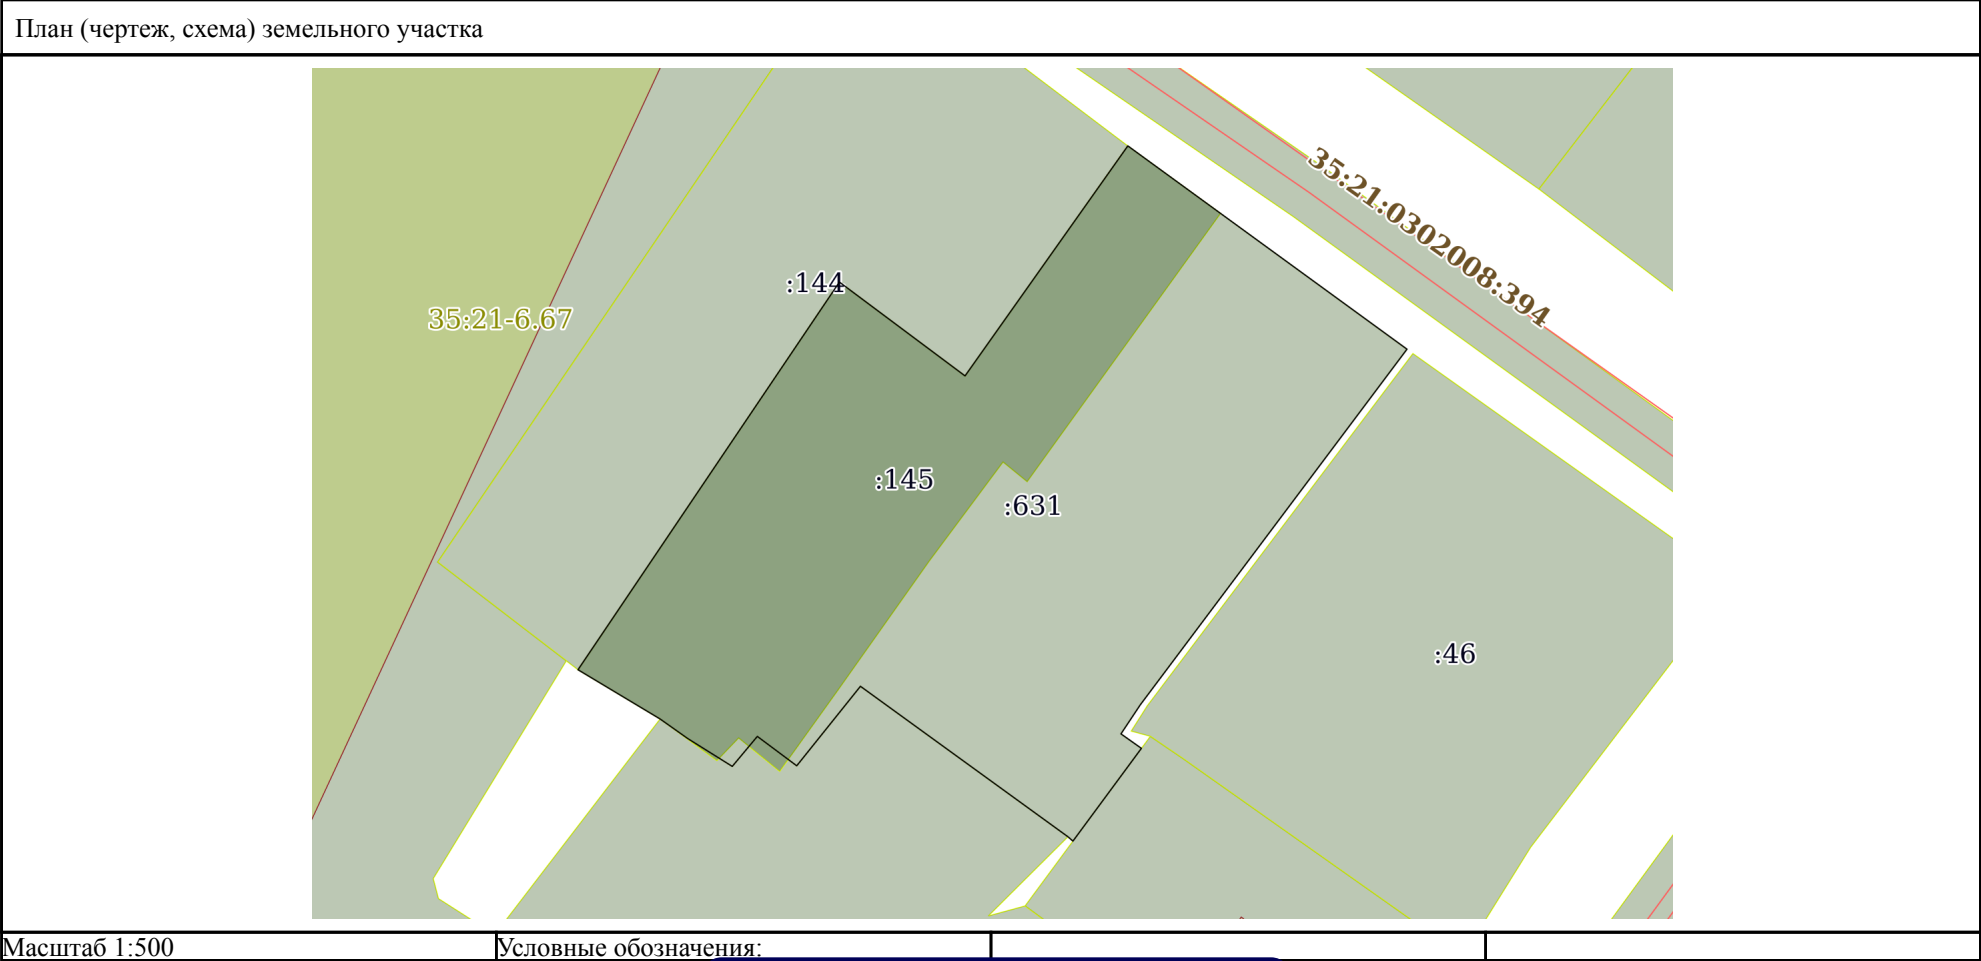 План (чертеж, схема) земельного участка
35:21:0302008:394
:144
35:21-6.67
:145
:631
:46
Масштаб 1:500
Условные обозначения: